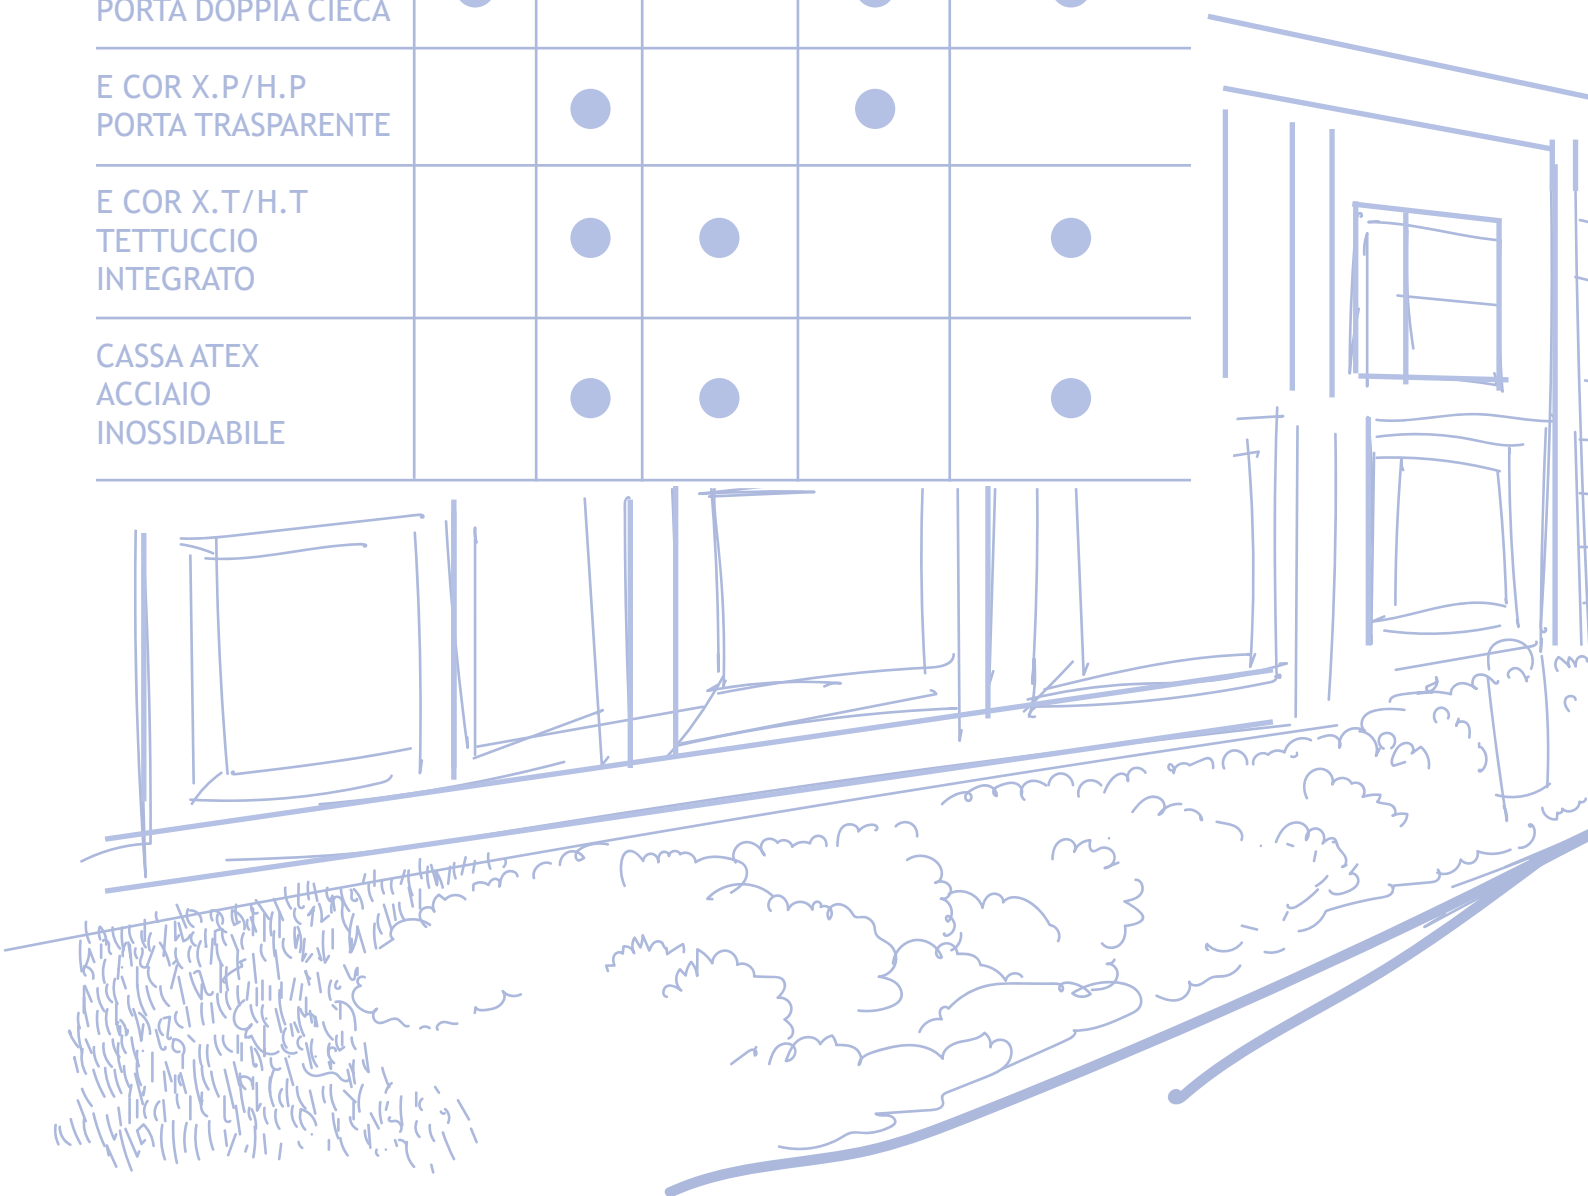 PORTA DOPPIA CIECA
E COR X.P/H.P
PORTA TRASPARENTE
E COR X.T/H.T
TETTUCCIO
INTEGRATO
CASSA ATEX
ACCIAIO
INOSSIDABILE